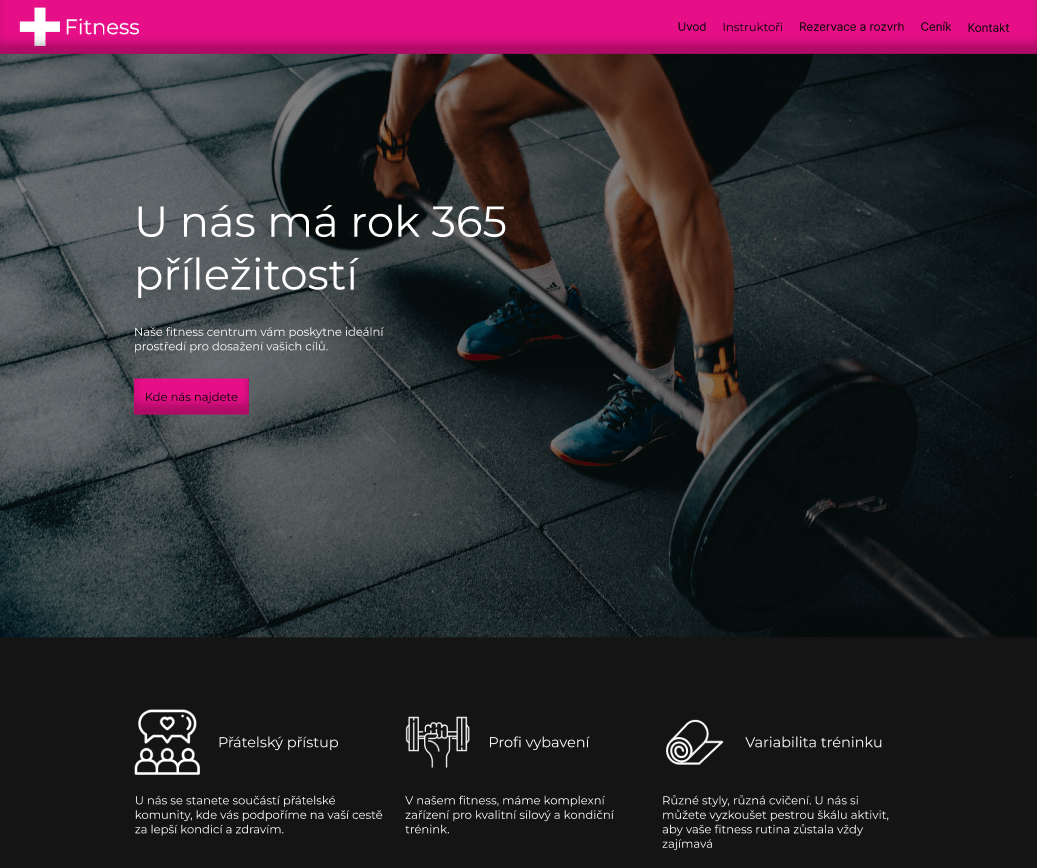 Fitness
Uvod Instruktoři Rezervace a rozvrh Ceník Kontakt
U nás má rok 365
příležitostí
Naše fitness centrum vám poskytne ideální
prostředí pro dosažení vašich cílů.
Kde nás najdete
Přátelský přístup
U nás se stanete součástí přátelské
komunity, kde vás podpoříme na vaší cestě
za lepší kondicí a zdravím.
Profi vybavení
V našem fitness, máme komplexní
zařízení pro kvalitní silový a kondiční
trénink.
Variabilita tréninku
Různé styly, různá cvičení. U nás si
můžete vyzkoušet pestrou škálu aktivit,
aby vaše fitness rutina zůstala vždy
zajímavá